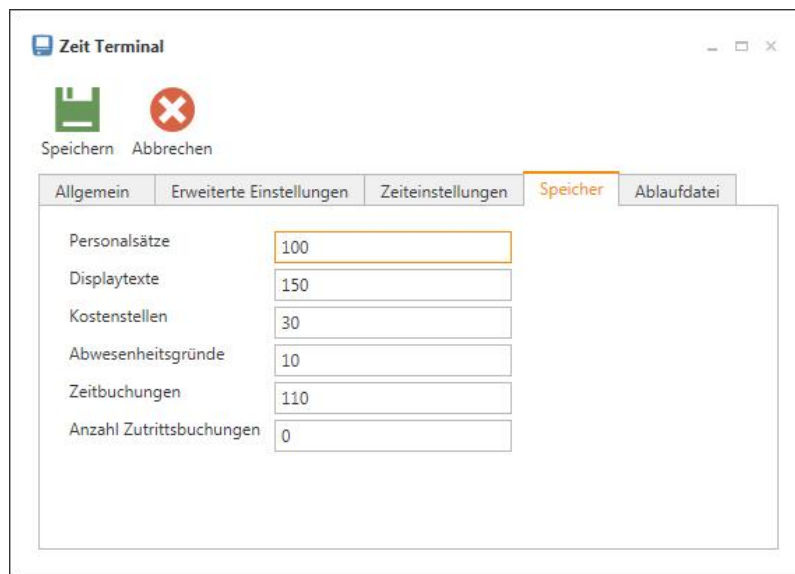 Zeit Terminal
Speichern Abbrechen
Allgemein Erweiterte Einstellungen Zeiteinstellungen Speicher Ablaufdatei
Personalsätze 100
Displaytexte 150
Kostenstellen 30
Abwesenheitsgründe 10
Zeitbuchungen 110
Anzahl Zutrittsbuchungen 0